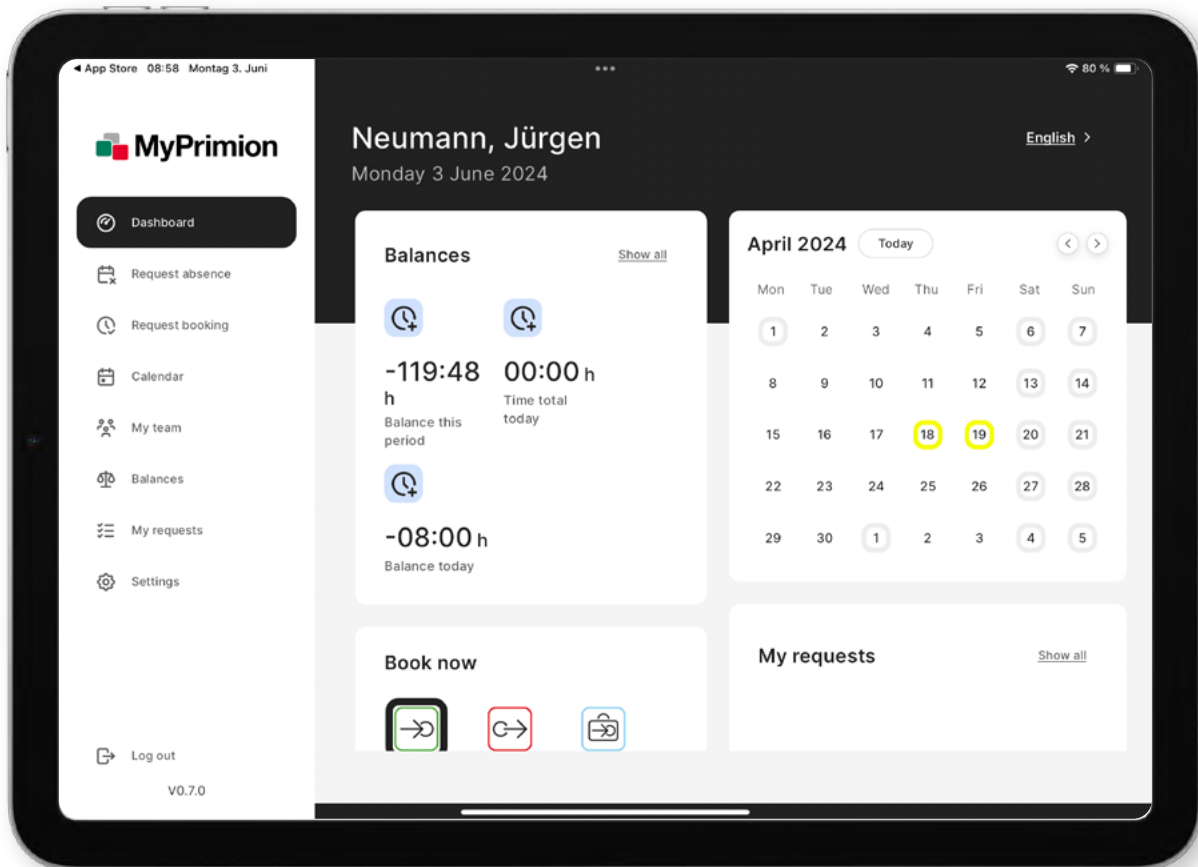 App Store 08:58 Montag 3. Juni
80 %
MyPrimion
Dashboard
Request absence
Request booking
Calendar
My team
Balances
My requests
Settings
Log out
V0.7.0
Neumann, Jürgen
Monday 3 June 2024
English >
Balances Show all
-119:48
h
Balance this
period
00:00 h
Time total
today
-08:00 h
Balance today
Book now
April 2024 Today
Mon Tue Wed Thu Fri Sat Sun
1 2 3 4 5 6 7
8 9 10 11 12 13 14
15 16 17 18 19 20 21
22 23 24 25 26 27 28
29 30 1 2 3 4 5
My requests Show all